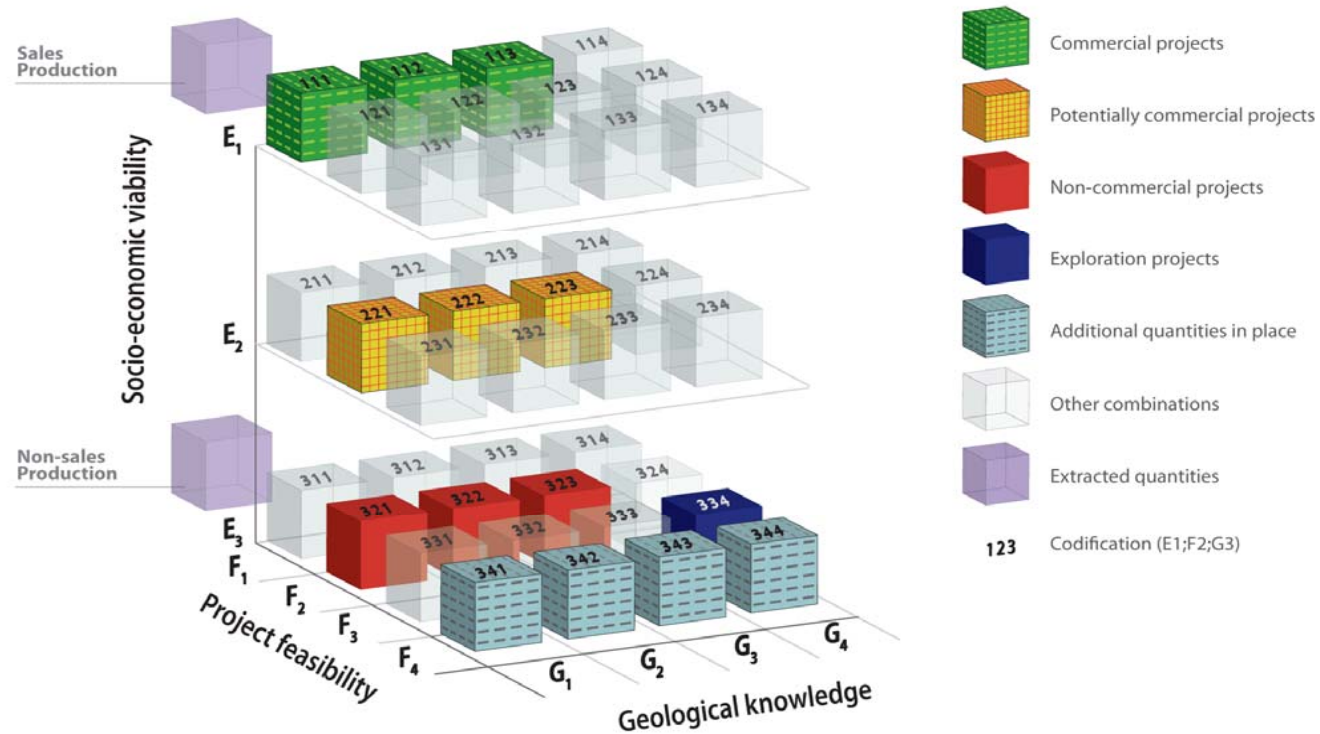 Sales
Production
Socio-economic viability
E1
111
112
113
114
121
122
123
124
131
132
133
134
E2
211
212
213
214
221
222
223
224
231
232
233
234
Non-sales
Production
E3
311
312
313
314
321
322
323
324
331
332
333
334
341
342
343
344
F1
F2
F3
F4
Project feasibility
G1
G2
G3
G4
Geological knowledge
Commercial projects
Potentially commercial projects
Non-commercial projects
Exploration projects
Additional quantities in place
Other combinations
Extracted quantities
123 Codification (E1;F2;G3)